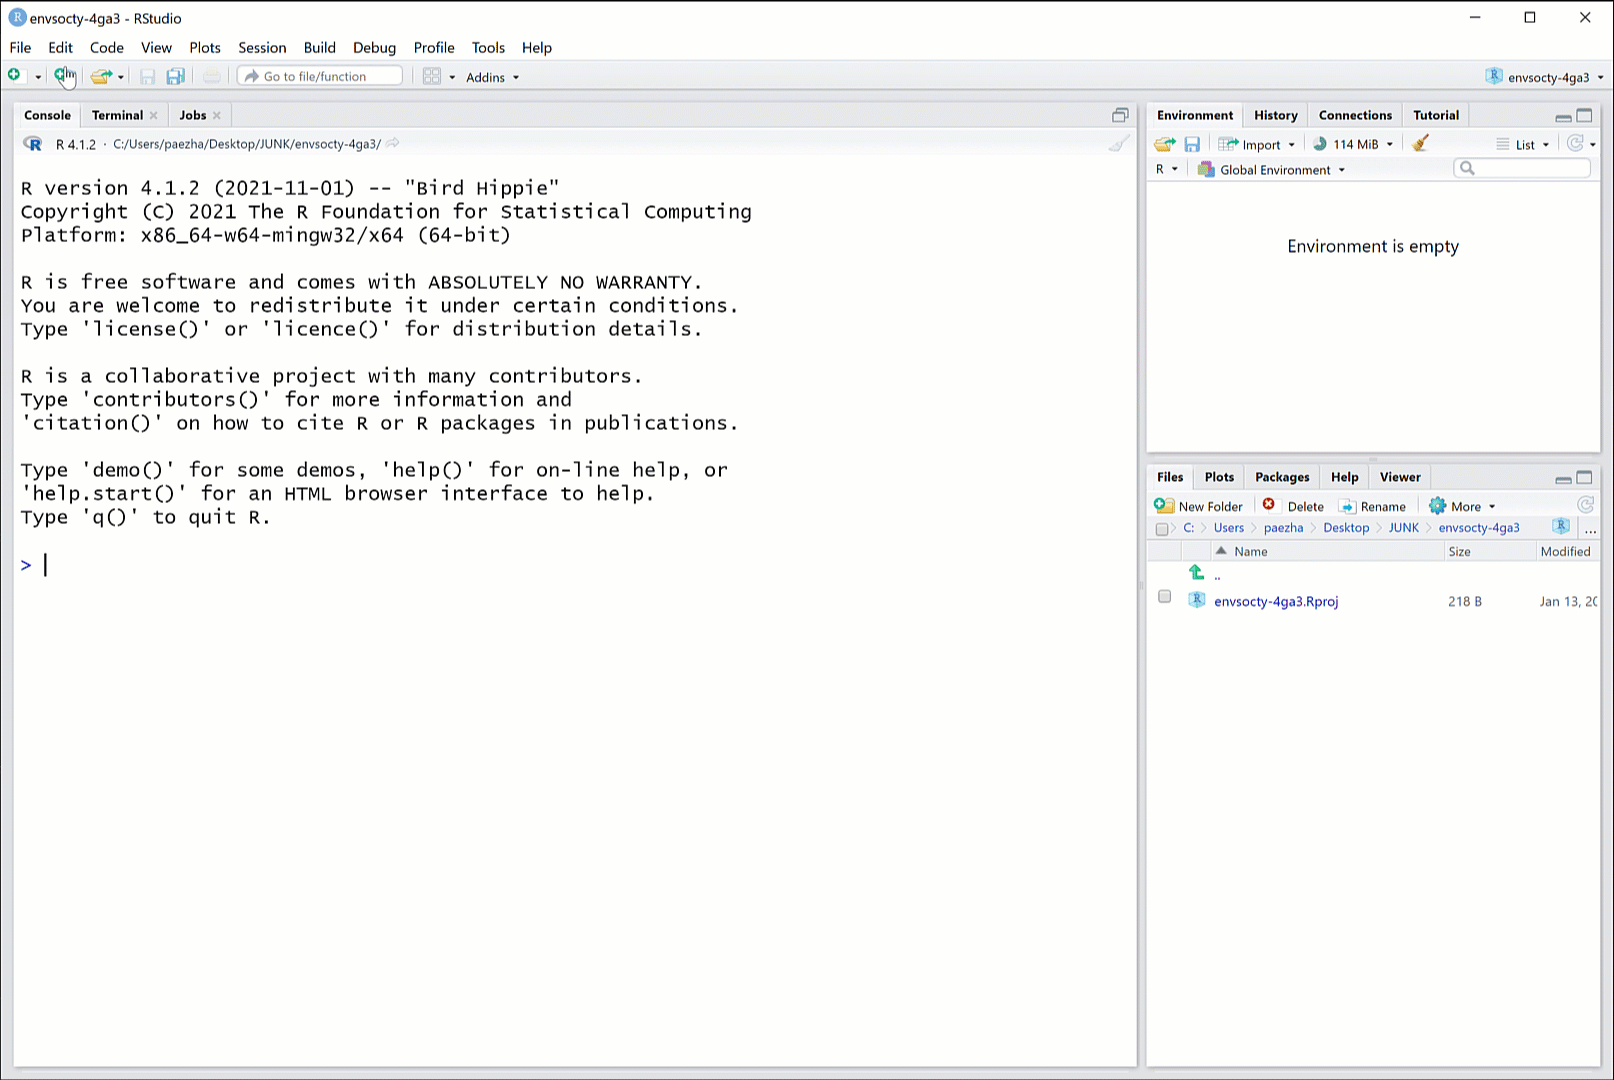 envsocty-4ga3 - RStudio
File Edit Code View Plots Session Build Debug Profile Tools Help
Go to file/function Addins envsocty-4ga3
Console Terminal Jobs
R 4.1.2 · C:/Users/paezha/Desktop/JUNK/envsocty-4ga3/
R version 4.1.2 (2021-11-01) -- "Bird Hippie"
Copyright (C) 2021 The R Foundation for Statistical Computing
Platform: x86_64-w64-mingw32/x64 (64-bit)
R is free software and comes with ABSOLUTELY NO WARRANTY.
You are welcome to redistribute it under certain conditions.
Type 'license()' or 'licence()' for distribution details.
R is a collaborative project with many contributors.
Type 'contributors()' for more information and
'citation()' on how to cite R or R packages in publications.
Type 'demo()' for some demos, 'help()' for on-line help, or
'help.start()' for an HTML browser interface to help.
Type 'q()' to quit R.
>
Environment History Connections Tutorial
Import 114 MiB List
R Global Environment
Environment is empty
Files Plots Packages Help Viewer
New Folder Delete Rename More
C: Users paezha Desktop JUNK envsocty-4ga3 ...
Name Size Modified
..
envsocty-4ga3.Rproj 218 B Jan 13, 20